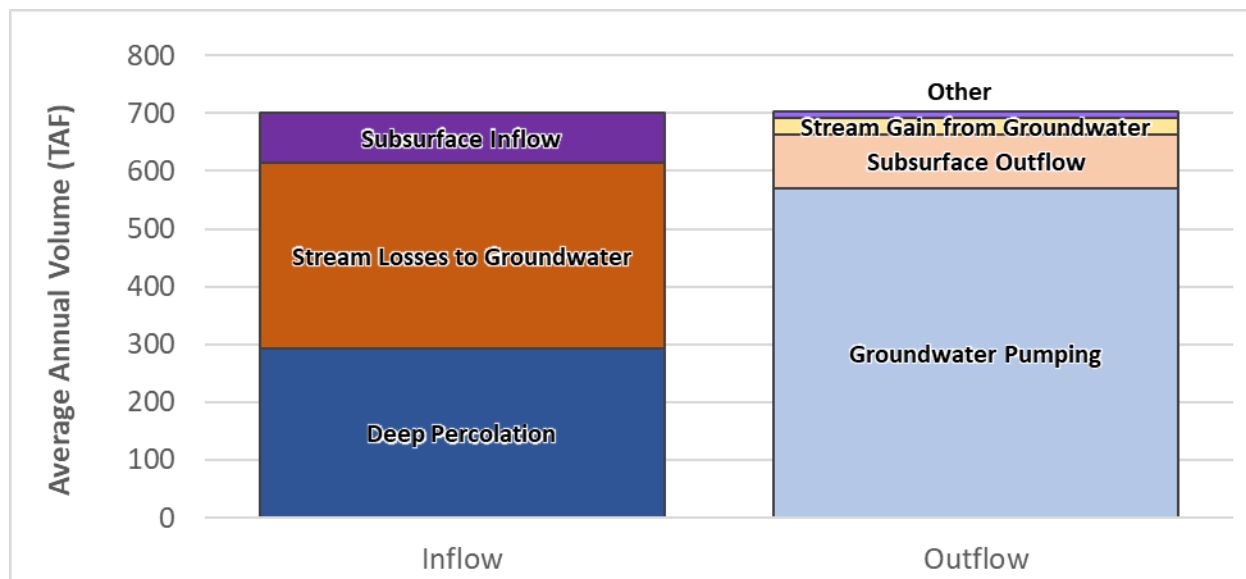 Average Annual Volume (TAF)
800
700
600
500
400
300
200
100
0
Subsurface Inflow
Stream Losses to Groundwater
Deep Percolation
Other
Stream Gain from Groundwater
Subsurface Outflow
Groundwater Pumping
Inflow
Outflow